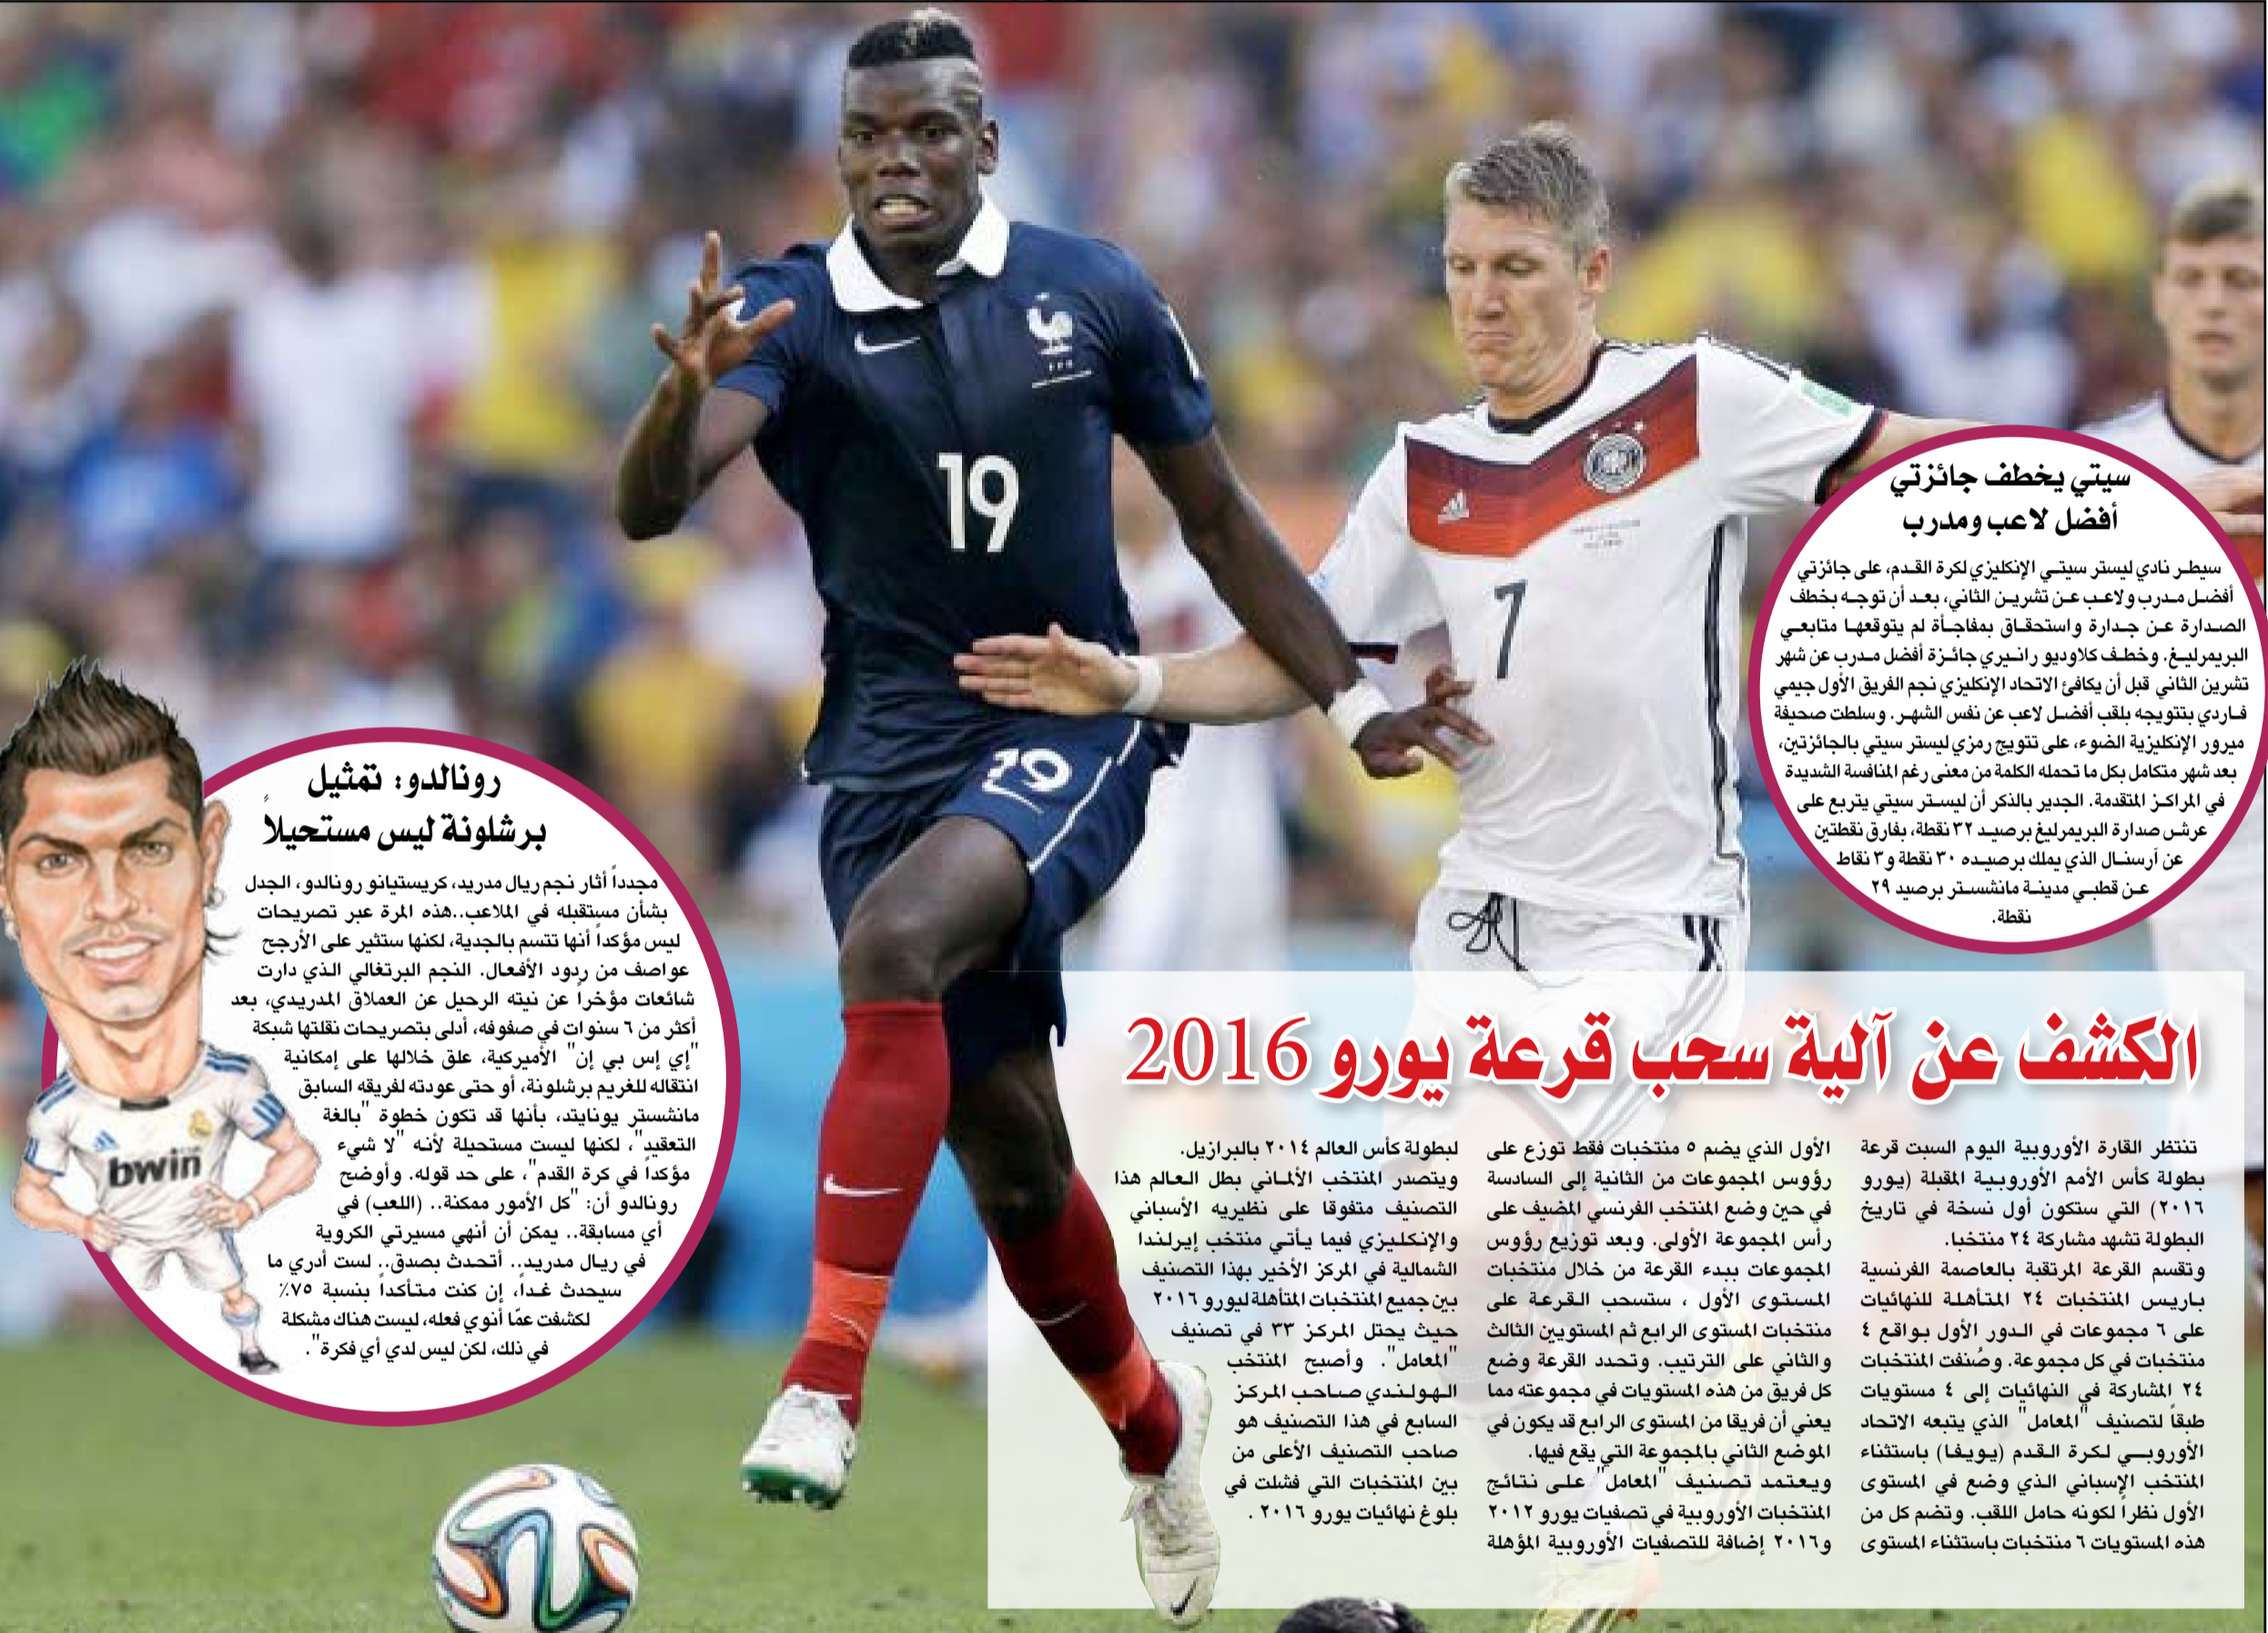 سيتي يخطف جائزتي
أفضل لاعب ومدرب
سيطر نادي ليستر سيتي الإنكليزي لكرة القدم، على جائزتي
أفضل مدرب ولاعب عن تشرين الثاني، بعد أن توجه بخطف
الصدارة عن جدارة واستحقاق بمفاجأة لم يتوقعها متابعي
البريمرليغ. وخطف كلاوديو رانيري جائزة أفضل مدرب عن شهر
تشرين الثاني قبل أن يكافئ الاتحاد الإنكليزي نجم الفريق الأول جيمي
فاردي بتتويجه بلقب أفضل لاعب عن نفس الشهر. وسلطت صحيفة
ميرور الإنكليزية الضوء، على تتويج رمزي ليستر سيتي بالجائزتين،
بعد شهر متكامل بكل ما تحمله الكلمة من معنى رغم المنافسة الشديدة
في المراكز المتقدمة. الجدير بالذكر أن ليستر سيتي يتربع على
عرش صدارة البريمرليغ برصيد ٣٢ نقطة، بفارق نقطتين
عن آرسنال الذي يملك برصيده ٣٠ نقطة و٣ نقاط
عن قطبي مدينة مانشستر برصيد ٢٩
نقطة.
رونالدو: تمثيل
برشلونة ليس مستحيلاً
مجدداً أثار نجم ريال مدريد، كريستيانو رونالدو، الجدل
بشأن مستقبله في الملاعب..هذه المرة عبر تصريحات
ليس مؤكداً أنها تتسم بالجدية، لكنها ستثير على الأرجح
عواصف من ردود الأفعال. النجم البرتغالي الذي دارت
شائعات مؤخراً عن نيته الرحيل عن العملاق المدريدي، بعد
أكثر من ٦ سنوات في صفوفه، أدلى بتصريحات نقلتها شبكة
"إي إس بي إن" الأميركية، علق خلالها على إمكانية
انتقاله للغريم برشلونة، أو حتى عودته لفريقه السابق
مانشستر يونايتد، بأنها قد تكون خطوة "بالغة
التعقيد"، لكنها ليست مستحيلة لأنه "لا شيء
مؤكداً في كرة القدم"، على حد قوله. وأوضح
رونالدو أن: "كل الأمور ممكنة.. (اللعب) في
أي مسابقة.. يمكن أن أنهي مسيرتي الكروية
في ريال مدريد.. أتحدث بصدق.. لست أدري ما
سيحدث غداً، إن كنت متأكداً بنسبة ٧٥٪
لكشفت عمّا أنوي فعله، ليست هناك مشكلة
في ذلك، لكن ليس لدي أي فكرة".
bwin
19
19
7
الكشف عن آلية سحب قرعة يورو 2016
تنتظر القارة الأوروبية اليوم السبت قرعة
بطولة كأس الأمم الأوروبية المقبلة (يورو
٢٠١٦) التي ستكون أول نسخة في تاريخ
البطولة تشهد مشاركة ٢٤ منتخبا.
وتقسم القرعة المرتقبة بالعاصمة الفرنسية
باريس المنتخبات ٢٤ المتأهلة للنهائيات
على ٦ مجموعات في الدور الأول بواقع ٤
منتخبات في كل مجموعة. وصُنفت المنتخبات
٢٤ المشاركة في النهائيات إلى ٤ مستويات
طبقاً لتصنيف "المعامل" الذي يتبعه الاتحاد
الأوروبي لكرة القدم (يويفا) باستثناء
المنتخب الإسباني الذي وضع في المستوى
الأول نظراً لكونه حامل اللقب. وتضم كل من
هذه المستويات ٦ منتخبات باستثناء المستوى
الأول الذي يضم ٥ منتخبات فقط توزع على
رؤوس المجموعات من الثانية إلى السادسة
في حين وضع المنتخب الفرنسي المضيف على
رأس المجموعة الأولى. وبعد توزيع رؤوس
المجموعات ببدء القرعة من خلال منتخبات
المستوى الأول ، ستسحب القرعة على
منتخبات المستوى الرابع ثم المستويين الثالث
والثاني على الترتيب. وتحدد القرعة وضع
كل فريق من هذه المستويات في مجموعته مما
يعني أن فريقا من المستوى الرابع قد يكون في
الموضع الثاني بالمجموعة التي يقع فيها.
ويعتمد تصنيف "المعامل" على نتائج
المنتخبات الأوروبية في تصفيات يورو ٢٠١٢
و٢٠١٦ إضافة للتصفيات الأوروبية المؤهلة
لبطولة كأس العالم ٢٠١٤ بالبرازيل.
ويتصدر المنتخب الألماني بطل العالم هذا
التصنيف متفوقا على نظيريه الأسباني
والإنكليزي فيما يأتي منتخب إيرلندا
الشمالية في المركز الأخير بهذا التصنيف
بين جميع المنتخبات المتأهلة ليورو ٢٠١٦
حيث يحتل المركز ٣٣ في تصنيف
"المعامل". وأصبح المنتخب
الهولندي صاحب المركز
السابع في هذا التصنيف هو
صاحب التصنيف الأعلى من
بين المنتخبات التي فشلت في
بلوغ نهائيات يورو ٢٠١٦ .